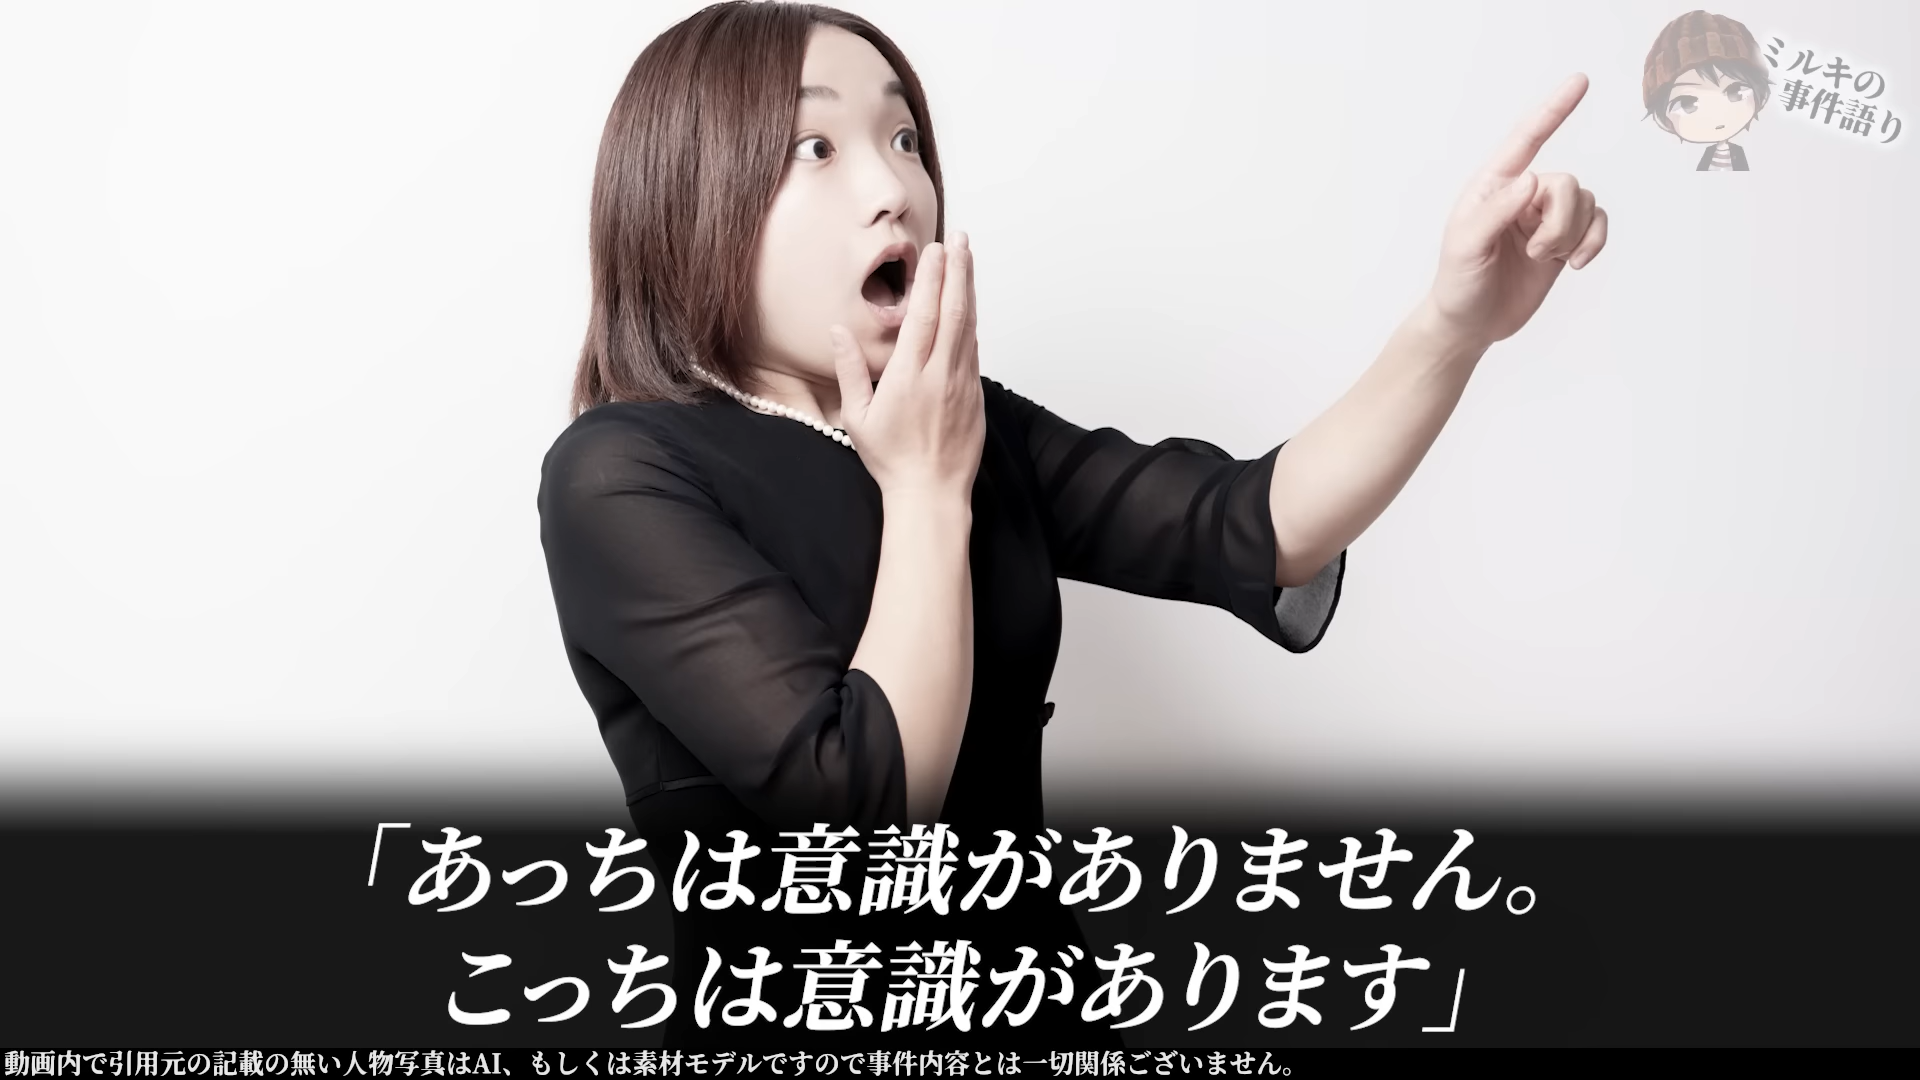 ミルキの
事件語り
「あっちは意識がありません。
こっちは意識があります」
動画内で引用元の記載の無い人物写真はAI、もしくは素材モデルですので事件内容とは一切関係ございません。